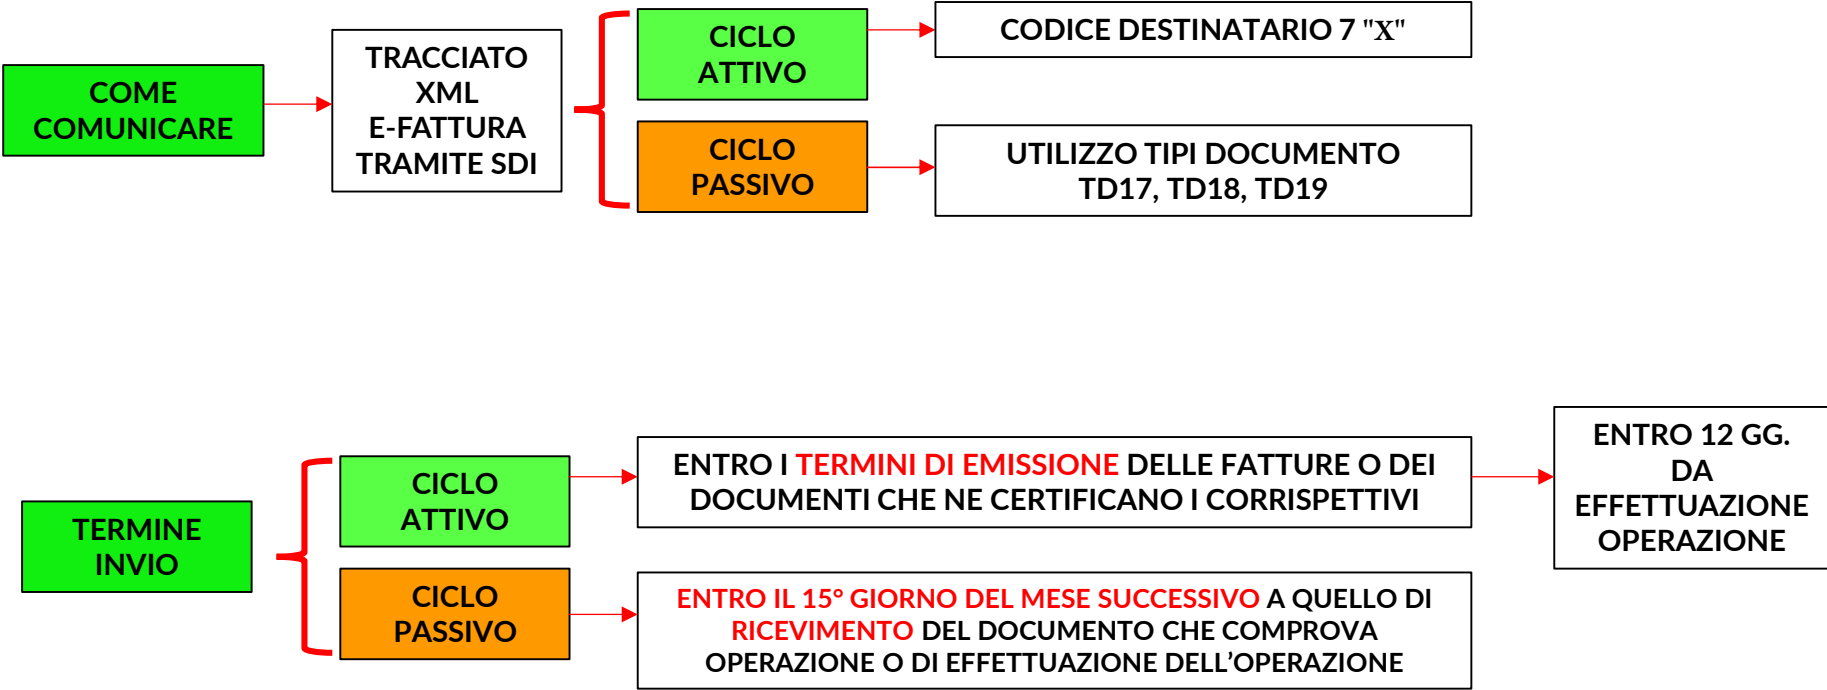 COME
COMUNICARE
TRACCIATO
XML
E-FATTURA
TRAMITE SDI
CICLO
ATTIVO
CODICE DESTINATARIO 7 "X"
CICLO
PASSIVO
UTILIZZO TIPI DOCUMENTO
TD17, TD18, TD19
TERMINE
INVIO
CICLO
ATTIVO
ENTRO I TERMINI DI EMISSIONE DELLE FATTURE O DEI
DOCUMENTI CHE NE CERTIFICANO I CORRISPETTIVI
ENTRO 12 GG.
DA
EFFETTUAZIONE
OPERAZIONE
CICLO
PASSIVO
ENTRO IL 15° GIORNO DEL MESE SUCCESSIVO A QUELLO DI
RICEVIMENTO DEL DOCUMENTO CHE COMPROVA
OPERAZIONE O DI EFFETTUAZIONE DELL’OPERAZIONE